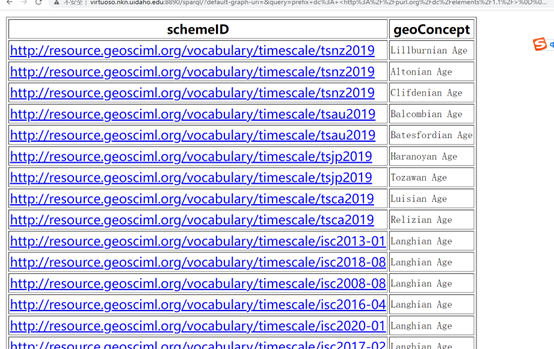 不安全 | virtuoso.nkn.uidaho.edu:8890/sparql/?default-graph-uri=&query=prefix+dc%3A+<http%3A%2F%2Fpurl.org%2Fdc%2Felements%2F1.1%2F>+%0D%0...
schemeID geoConcept
http://resource.geosciml.org/vocabulary/timescale/tsnz2019 Lillburnian Age
http://resource.geosciml.org/vocabulary/timescale/tsnz2019 Altonian Age
http://resource.geosciml.org/vocabulary/timescale/tsnz2019 Clifdenian Age
http://resource.geosciml.org/vocabulary/timescale/tsau2019 Balcombian Age
http://resource.geosciml.org/vocabulary/timescale/tsau2019 Batesfordian Age
http://resource.geosciml.org/vocabulary/timescale/tsjp2019 Haranoyan Age
http://resource.geosciml.org/vocabulary/timescale/tsjp2019 Tozawan Age
http://resource.geosciml.org/vocabulary/timescale/tsca2019 Luisian Age
http://resource.geosciml.org/vocabulary/timescale/tsca2019 Relizian Age
http://resource.geosciml.org/vocabulary/timescale/isc2013-01 Langhian Age
http://resource.geosciml.org/vocabulary/timescale/isc2018-08 Langhian Age
http://resource.geosciml.org/vocabulary/timescale/isc2008-08 Langhian Age
http://resource.geosciml.org/vocabulary/timescale/isc2016-04 Langhian Age
http://resource.geosciml.org/vocabulary/timescale/isc2020-01 Langhian Age
http://resource.geosciml.org/vocabulary/timescale/isc2017-02 Langhian Age